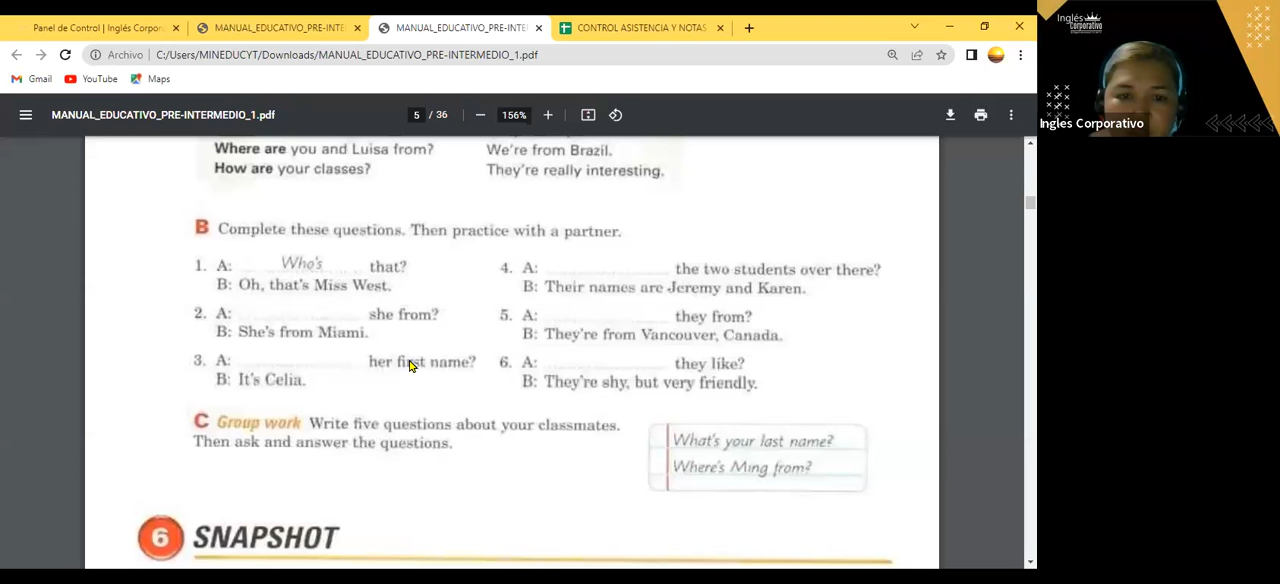 Panel de Control | Inglés Corpor
MANUAL_EDUCATIVO_PRE-INTE
MANUAL_EDUCATIVO_PRE-INTE
CONTROL ASISTENCIA Y NOTAS
Archivo
C:/Users/MINEDUCYT/Downloads/MANUAL_EDUCATIVO_PRE-INTERMEDIO_1.pdf
Gmail
YouTube
Maps
MANUAL_EDUCATIVO_PRE-INTERMEDIO_1.pdf
5 / 36
156%
Where are you and Luisa from? We're from Brazil.
How are your classes? They're really interesting.
B Complete these questions. Then practice with a partner.
1. A: Who's that?
B: Oh, that's Miss West.
2. A: she from?
B: She's from Miami.
3. A: her first name?
B: It's Celia.
4. A: the two students over there?
B: Their names are Jeremy and Karen.
5. A: they from?
B: They're from Vancouver, Canada.
6. A: they like?
B: They're shy, but very friendly.
C Group work Write five questions about your classmates.
Then ask and answer the questions.
What's your last name?
Where's Ming from?
6 SNAPSHOT
Inglés
Ingles Corporativo